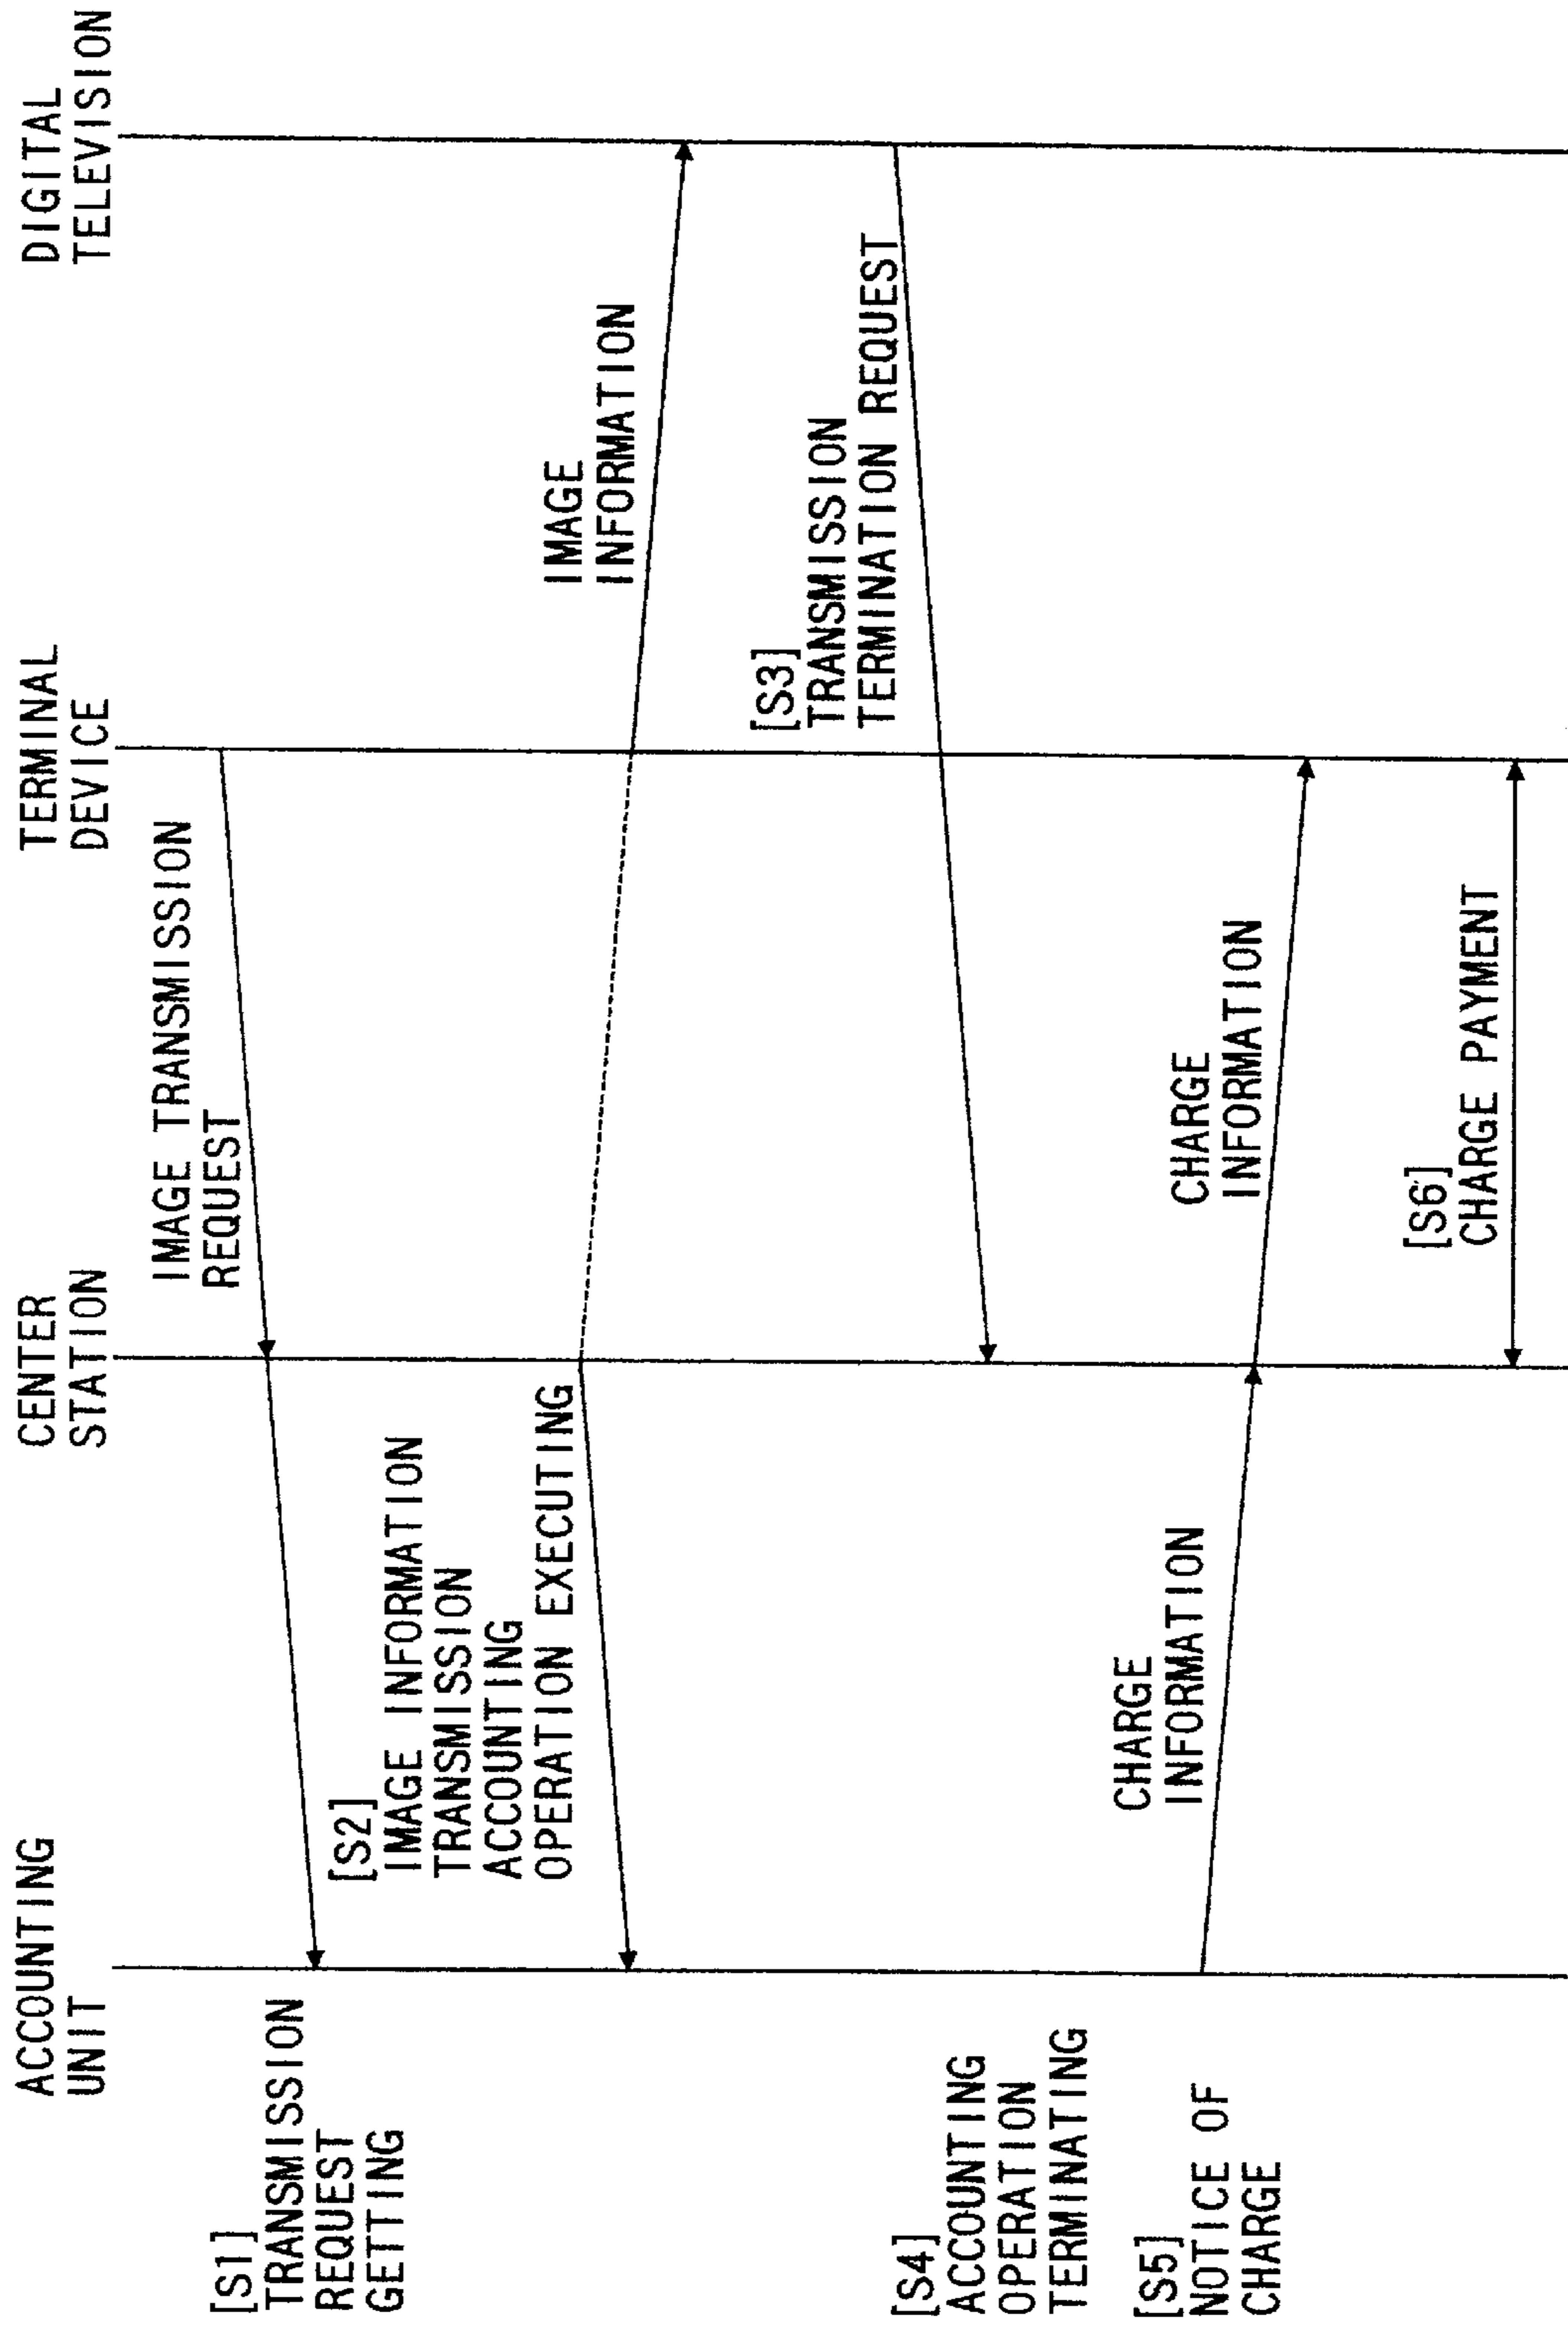 ACCOUNTING
UNIT
CENTER
STATION
TERMINAL
DEVICE
DIGITAL
TELEVISION
IMAGE TRANSMISSION
REQUEST
[S1]
TRANSMISSION
REQUEST
GETTING
[S2]
IMAGE INFORMATION
TRANSMISSION
ACCOUNTING
OPERATION EXECUTING
IMAGE
INFORMATION
[S3]
TRANSMISSION
TERMINATION REQUEST
[S4]
ACCOUNTING
OPERATION
TERMINATING
[S5]
NOTICE OF
CHARGE
CHARGE
INFORMATION
CHARGE
INFORMATION
[S6]
CHARGE PAYMENT